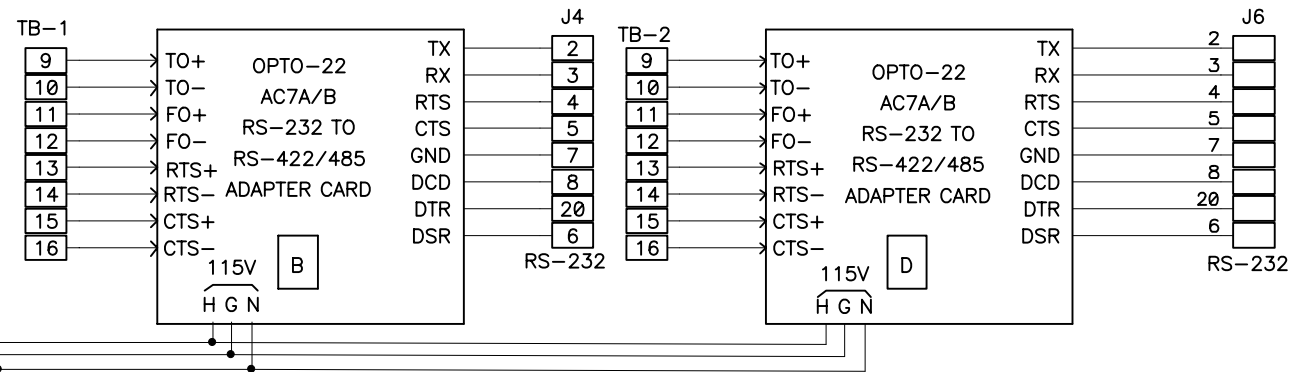 TB-1
9
10
11
12
13
14
15
16
TO+
TO-
FO+
FO-
RTS+
RTS-
CTS+
CTS-
OPTO-22
AC7A/B
RS-232 TO
RS-422/485
ADAPTER CARD
B
115V
H G N
TX
RX
RTS
CTS
GND
DCD
DTR
DSR
J4
2
3
4
5
7
8
20
6
RS-232
TB-2
9
10
11
12
13
14
15
16
TO+
TO-
FO+
FO-
RTS+
RTS-
CTS+
CTS-
OPTO-22
AC7A/B
RS-232 TO
RS-422/485
ADAPTER CARD
D
115V
H G N
TX
RX
RTS
CTS
GND
DCD
DTR
DSR
J6
2
3
4
5
7
8
20
6
RS-232